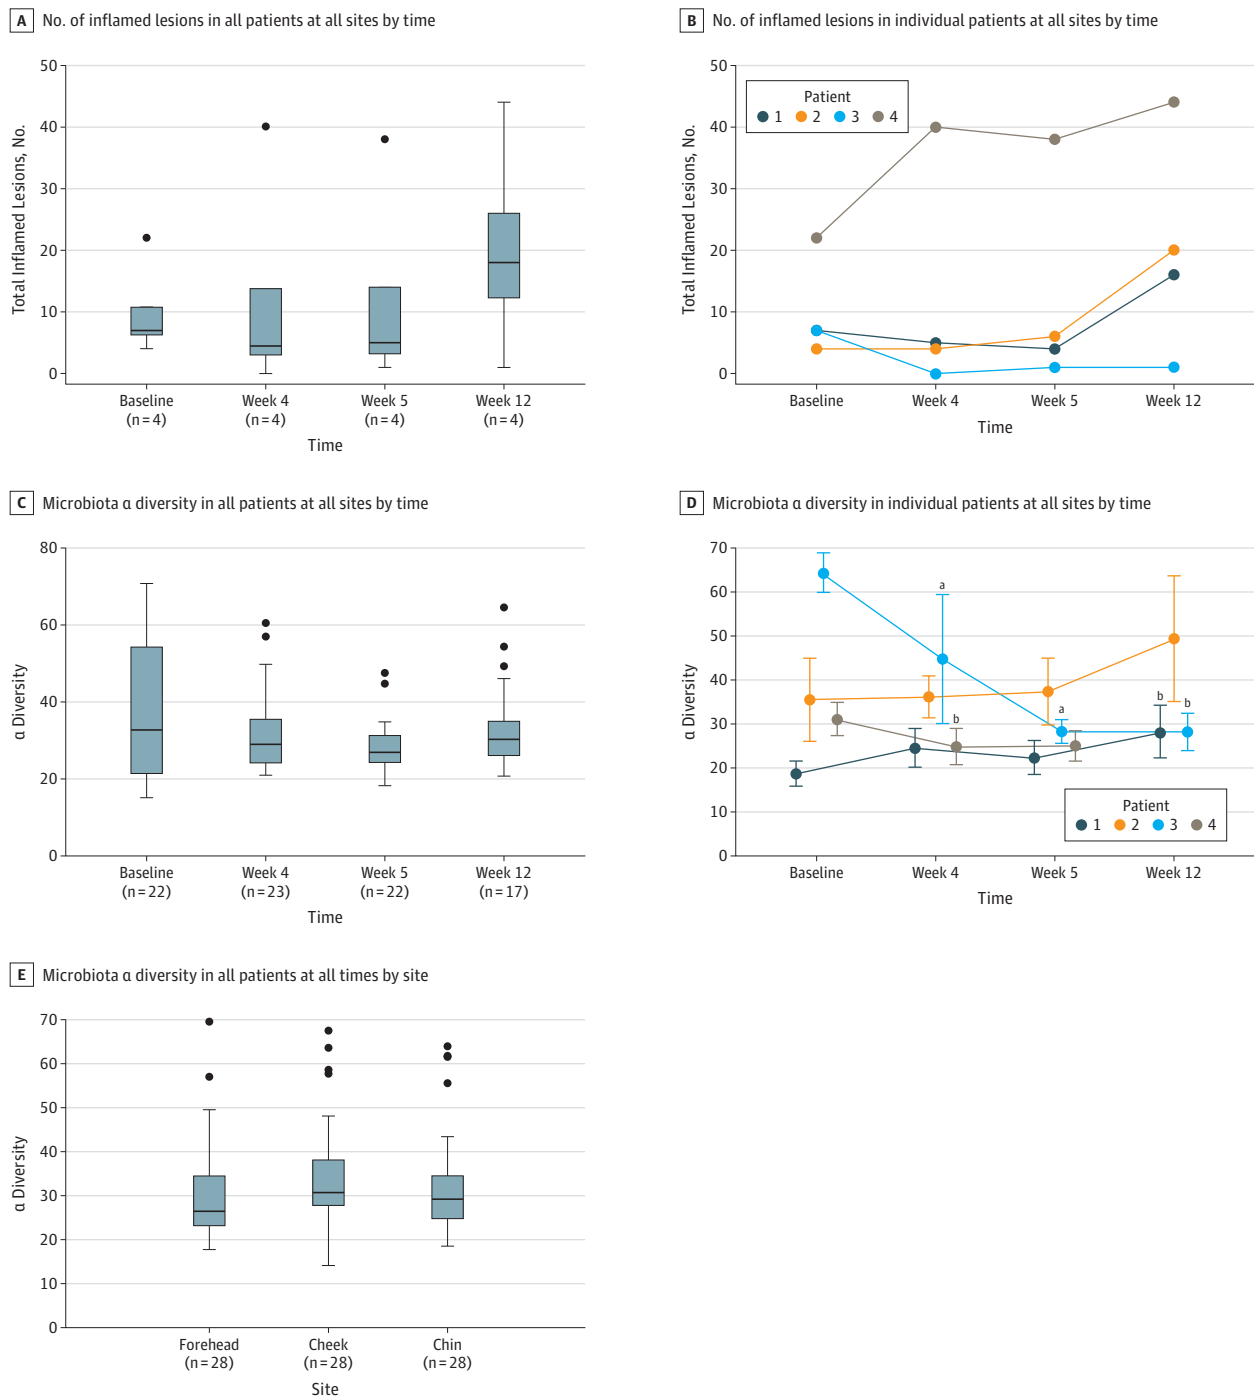 A No. of inflamed lesions in all patients at all sites by time
50
40
30
20
10
0
Total Inflamed Lesions, No.
Baseline Week 4 Week 5 Week 12
(n=4) (n=4) (n=4) (n=4)
Time
B No. of inflamed lesions in individual patients at all sites by time
50
40
30
20
10
0
Total Inflamed Lesions, No.
Patient
1 2 3 4
Baseline Week 4 Week 5 Week 12
Time
C Microbiota α diversity in all patients at all sites by time
80
60
40
20
0
α Diversity
Baseline Week 4 Week 5 Week 12
(n=22) (n=23) (n=22) (n=17)
Time
D Microbiota α diversity in individual patients at all sites by time
70
60
50
40
30
20
10
0
α Diversity
a
b
a
b b
Patient
1 2 3 4
Baseline Week 4 Week 5 Week 12
Time
E Microbiota α diversity in all patients at all times by site
70
60
50
40
30
20
10
0
α Diversity
Forehead Cheek Chin
(n=28) (n=28) (n=28)
Site